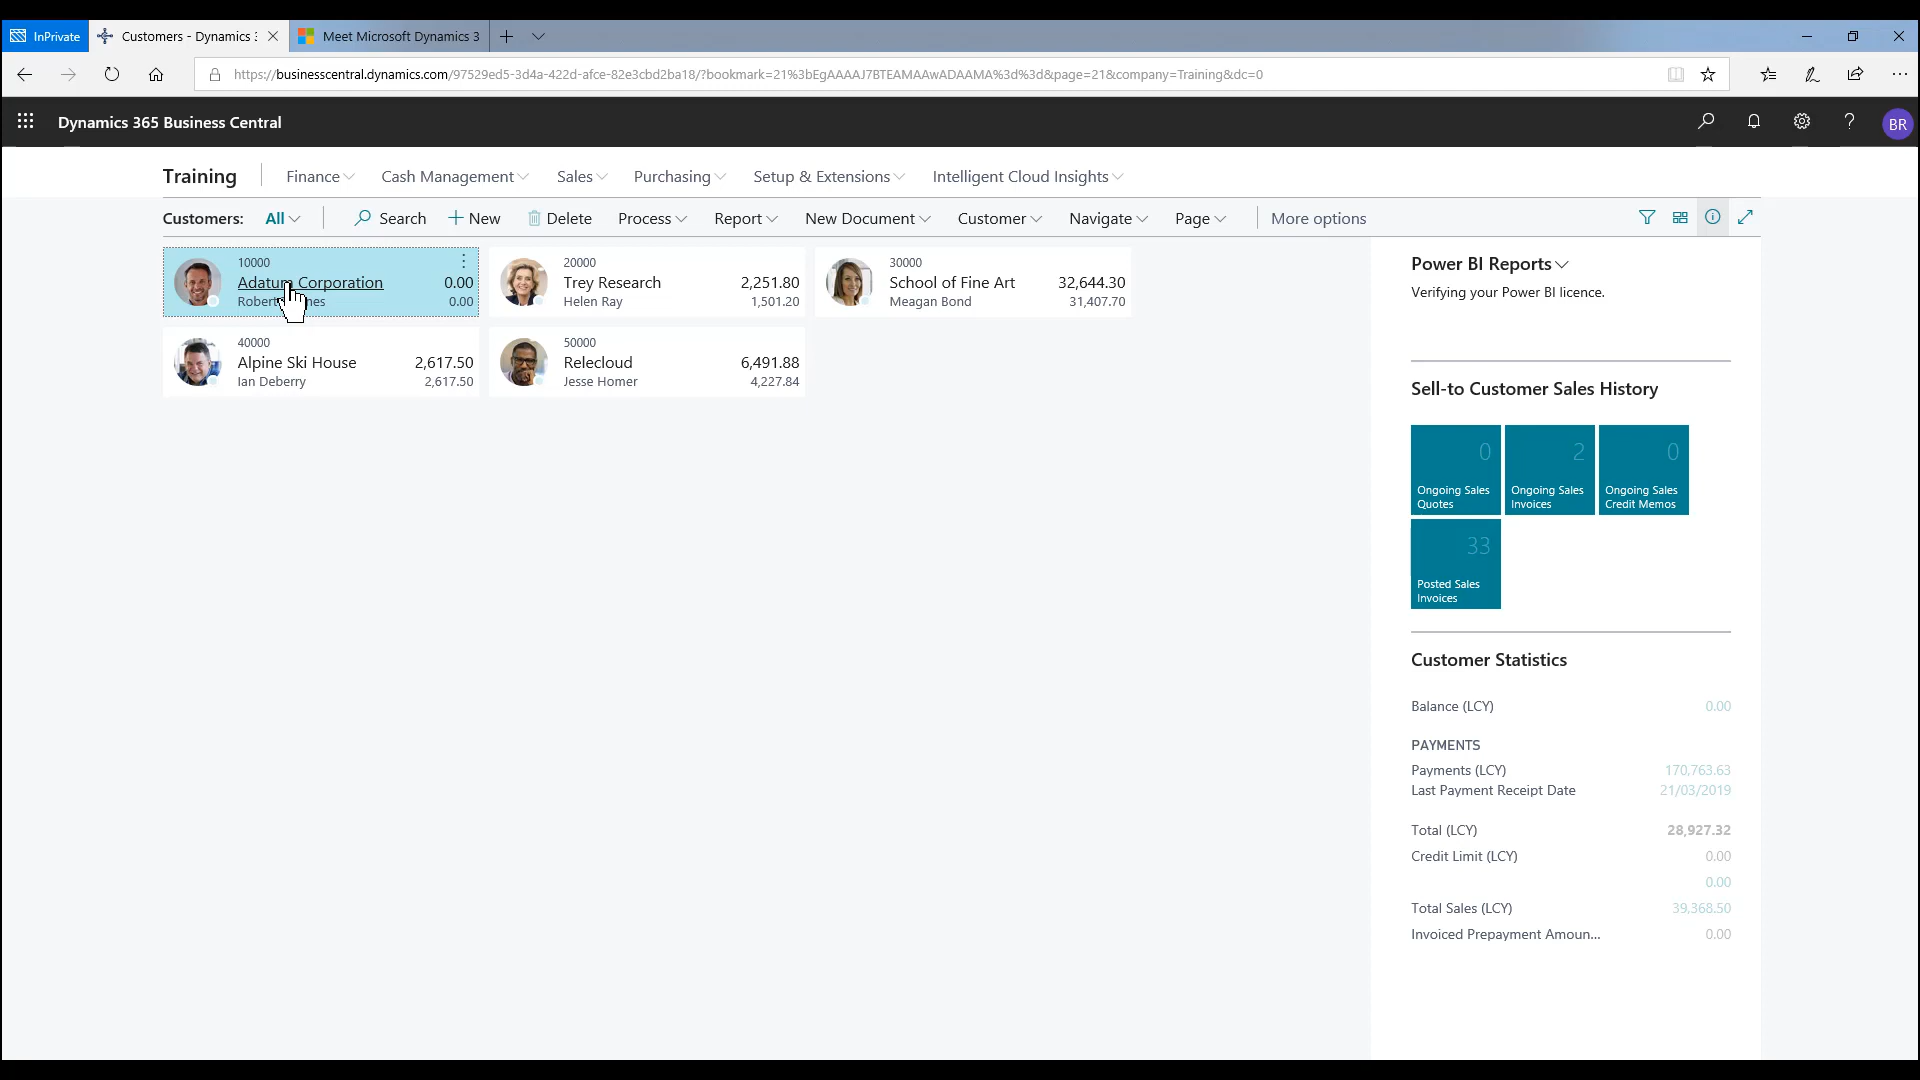 InPrivate
Customers - Dynamics 3
Meet Microsoft Dynamics 3
https://businesscentral.dynamics.com/97529ed5-3d4a-422d-afce-82e3cbd2ba18/?bookmark=21%3bEgAAAAJ7BTEAMAAwADAAMA%3d%3d&page=21&company=Training&dc=0
Dynamics 365 Business Central
BR
Training
Finance
Cash Management
Sales
Purchasing
Setup & Extensions
Intelligent Cloud Insights
Customers: All
Search
New
Delete
Process
Report
New Document
Customer
Navigate
Page
More options
10000
Adatum Corporation 0.00
0.00
20000
Trey Research 2,251.80
Helen Ray 1,501.20
30000
School of Fine Art 32,644.30
Meagan Bond 31,407.70
40000
Alpine Ski House 2,617.50
Ian Deberry 2,617.50
50000
Relecloud 6,491.88
Jesse Homer 4,227.84
Power BI Reports
Verifying your Power BI licence.
Sell-to Customer Sales History
0
Ongoing Sales
Quotes
2
Ongoing Sales
Invoices
0
Ongoing Sales
Credit Memos
33
Posted Sales
Invoices
Customer Statistics
Balance (LCY) 0.00
PAYMENTS
Payments (LCY) 170,763.63
Last Payment Receipt Date 21/03/2019
Total (LCY) 28,927.32
Credit Limit (LCY) 0.00
0.00
Total Sales (LCY) 39,368.50
Invoiced Prepayment Amoun... 0.00